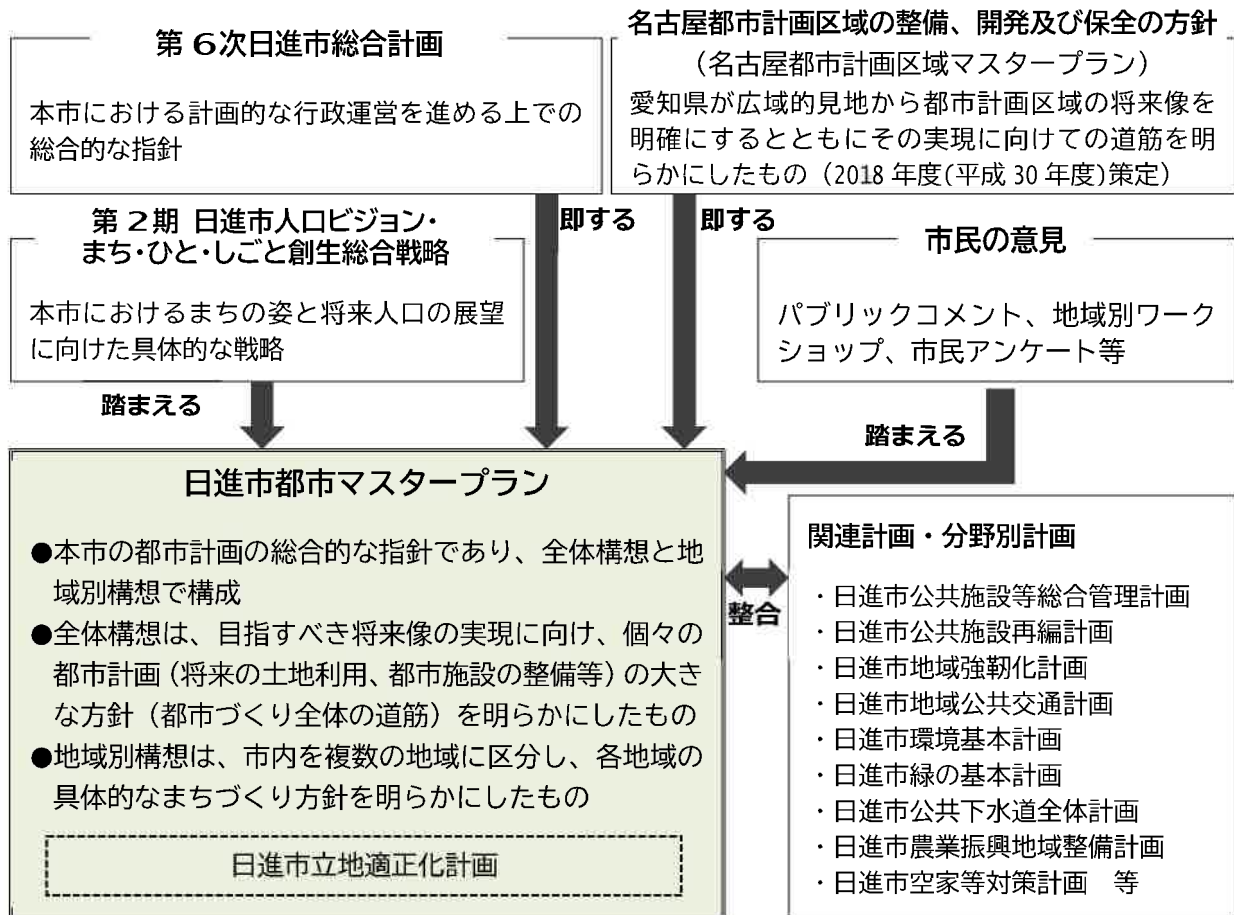 第6次日進市総合計画
本市における計画的な行政運営を進める上での
総合的な指針
名古屋都市計画区域の整備、開発及び保全の方針
（名古屋都市計画区域マスタープラン）
愛知県が広域的見地から都市計画区域の将来像を
明確にするとともにその実現に向けての道筋を明
らかにしたもの（2018年度(平成30年度)策定）
即する
即する
第2期 日進市人口ビジョン・
まち・ひと・しごと創生総合戦略
本市におけるまちの姿と将来人口の展望
に向けた具体的な戦略
踏まえる
市民の意見
パブリックコメント、地域別ワーク
ショップ、市民アンケート等
踏まえる
日進市都市マスタープラン
●本市の都市計画の総合的な指針であり、全体構想と地
域別構想で構成
●全体構想は、目指すべき将来像の実現に向け、個々の
都市計画（将来の土地利用、都市施設の整備等）の大き
な方針（都市づくり全体の道筋）を明らかにしたもの
●地域別構想は、市内を複数の地域に区分し、各地域の
具体的なまちづくり方針を明らかにしたもの
日進市立地適正化計画
整合
関連計画・分野別計画
・日進市公共施設等総合管理計画
・日進市公共施設再編計画
・日進市地域強靭化計画
・日進市地域公共交通計画
・日進市環境基本計画
・日進市緑の基本計画
・日進市公共下水道全体計画
・日進市農業振興地域整備計画
・日進市空家等対策計画　等